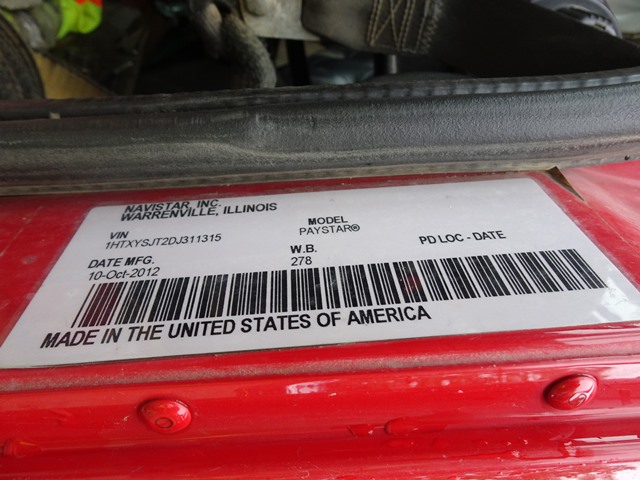 NAVISTAR, INC.
WARRENVILLE, ILLINOIS
VIN MODEL
1HTXYSJT2DJ311315 PAYSTAR®
DATE MFG. W.B. PD LOC - DATE
10-Oct-2012 278
MADE IN THE UNITED STATES OF AMERICA